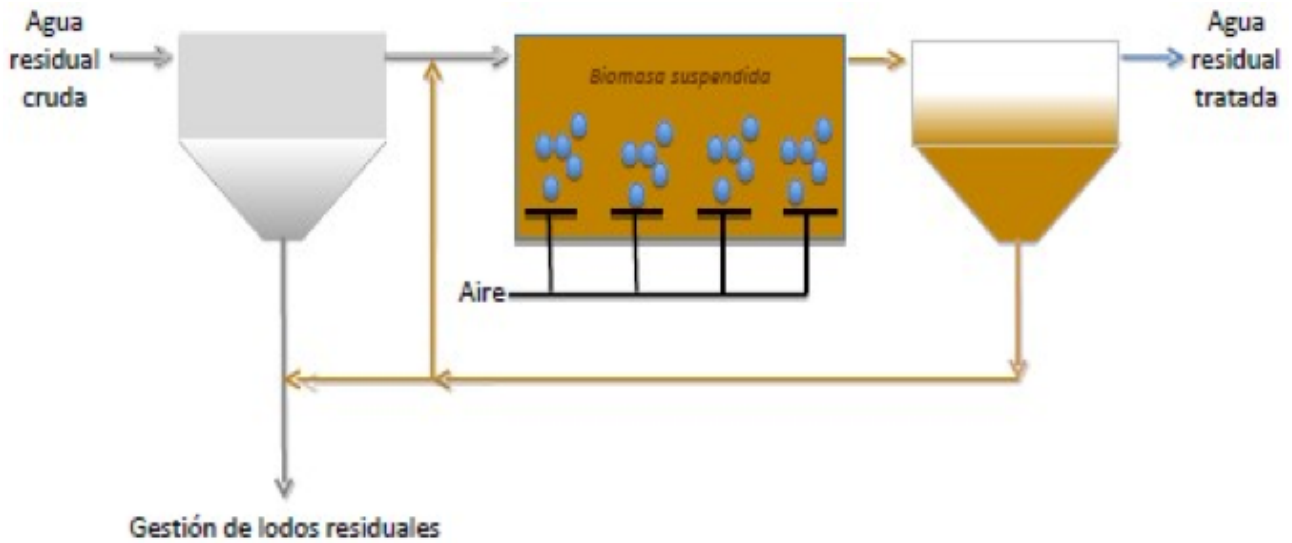 Agua
residual
cruda
Biomasa suspendida
Agua
residual
tratada
Aire
Gestión de lodos residuales